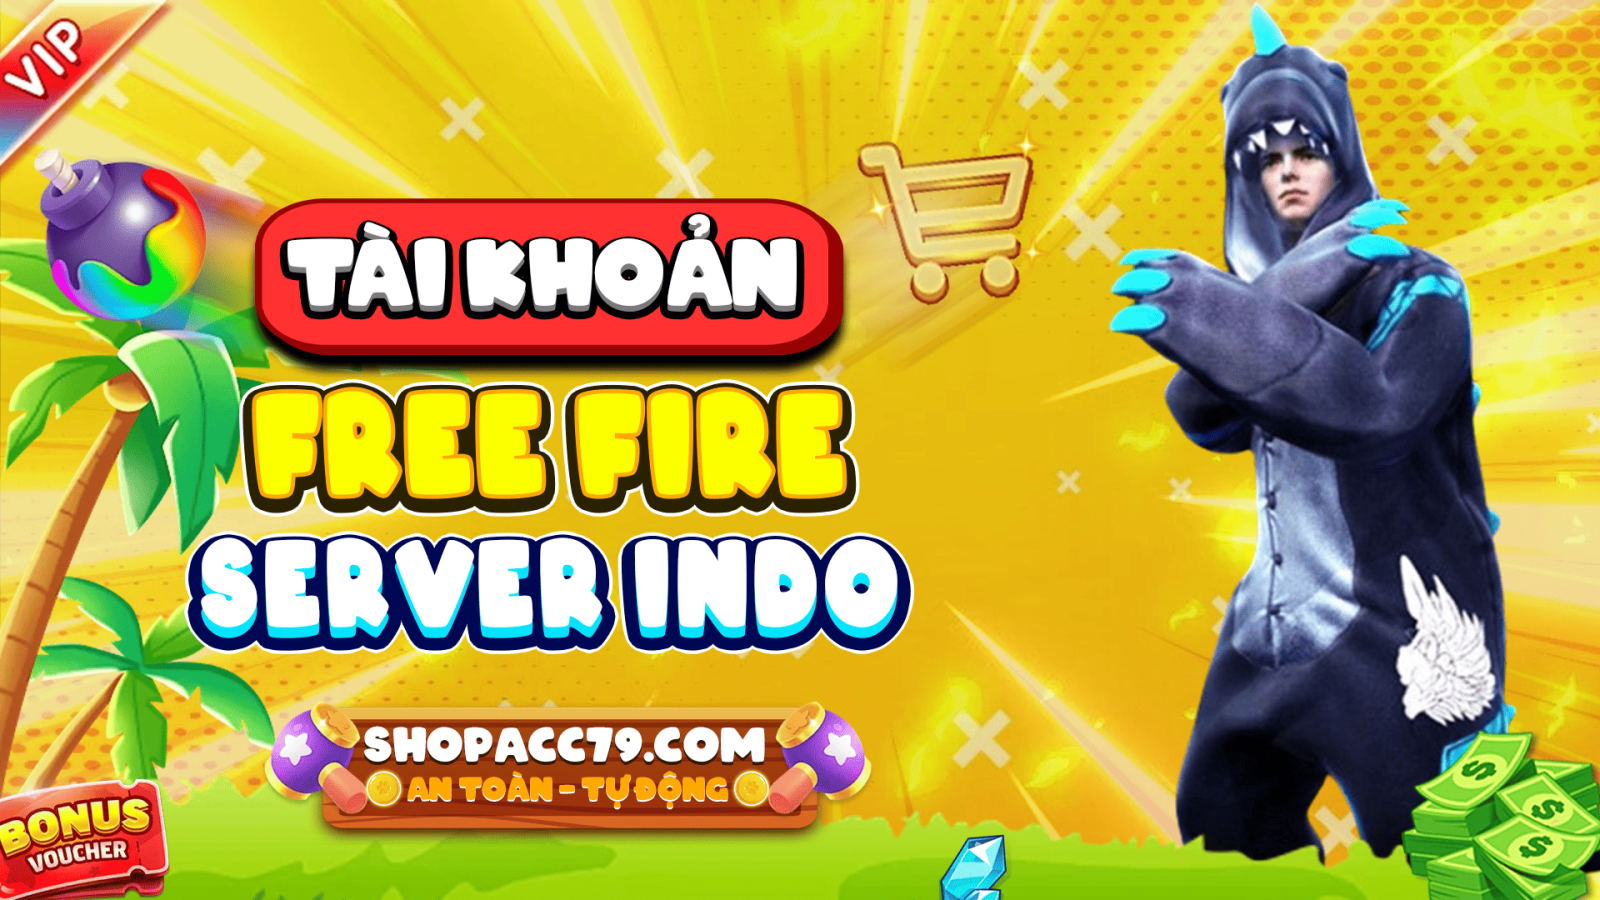 VIP
TÀI KHOẢN
FREE FIRE
SERVER INDO
SHOPACC79.COM
AN TOÀN - TỰ ĐỘNG
BONUS
VOUCHER